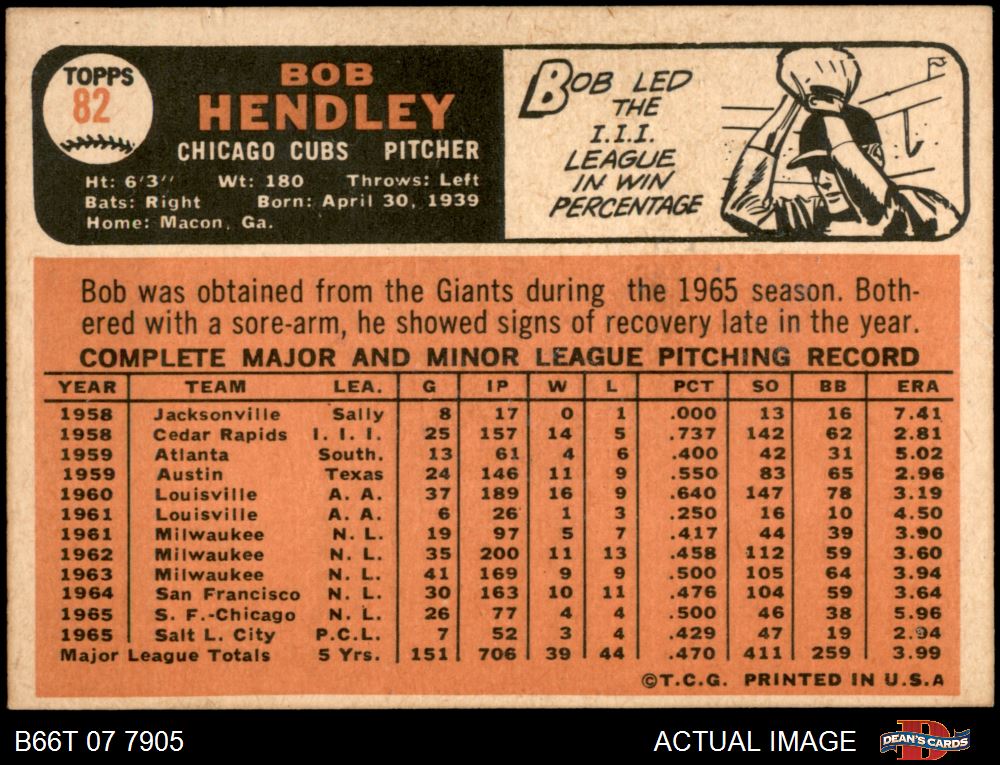 TOPPS
82
BOB
HENDLEY
CHICAGO CUBS PITCHER
Ht: 6'3" Wt: 180 Throws: Left
Bats: Right Born: April 30, 1939
Home: Macon, Ga.
BOB LED
THE
I.I.I.
LEAGUE
IN WIN
PERCENTAGE
Bob was obtained from the Giants during the 1965 season. Both-
ered with a sore-arm, he showed signs of recovery late in the year.
COMPLETE MAJOR AND MINOR LEAGUE PITCHING RECORD
YEAR TEAM LEA. G IP W L PCT SO BB ERA
1958 Jacksonville Sally 8 17 0 1 .000 13 16 7.41
1958 Cedar Rapids I. I. I. 25 157 14 5 .737 142 62 2.81
1959 Atlanta South. 13 61 4 6 .400 42 31 5.02
1959 Austin Texas 24 146 11 9 .550 83 65 2.96
1960 Louisville A. A. 37 189 16 9 .640 147 78 3.19
1961 Louisville A. A. 6 26 1 3 .250 16 10 4.50
1961 Milwaukee N. L. 19 97 5 7 .417 44 39 3.90
1962 Milwaukee N. L. 35 200 11 13 .458 112 59 3.60
1963 Milwaukee N. L. 41 169 9 9 .500 105 64 3.94
1964 San Francisco N. L. 30 163 10 11 .476 104 59 3.64
1965 S. F.-Chicago N. L. 26 77 4 4 .500 46 38 5.96
1965 Salt L. City P.C.L. 7 52 3 4 .429 47 19 2.94
Major League Totals 5 Yrs. 151 706 39 44 .470 411 259 3.99
©T.C.G. PRINTED IN U.S.A
B66T 07 7905 ACTUAL IMAGE DEAN'S CARDS